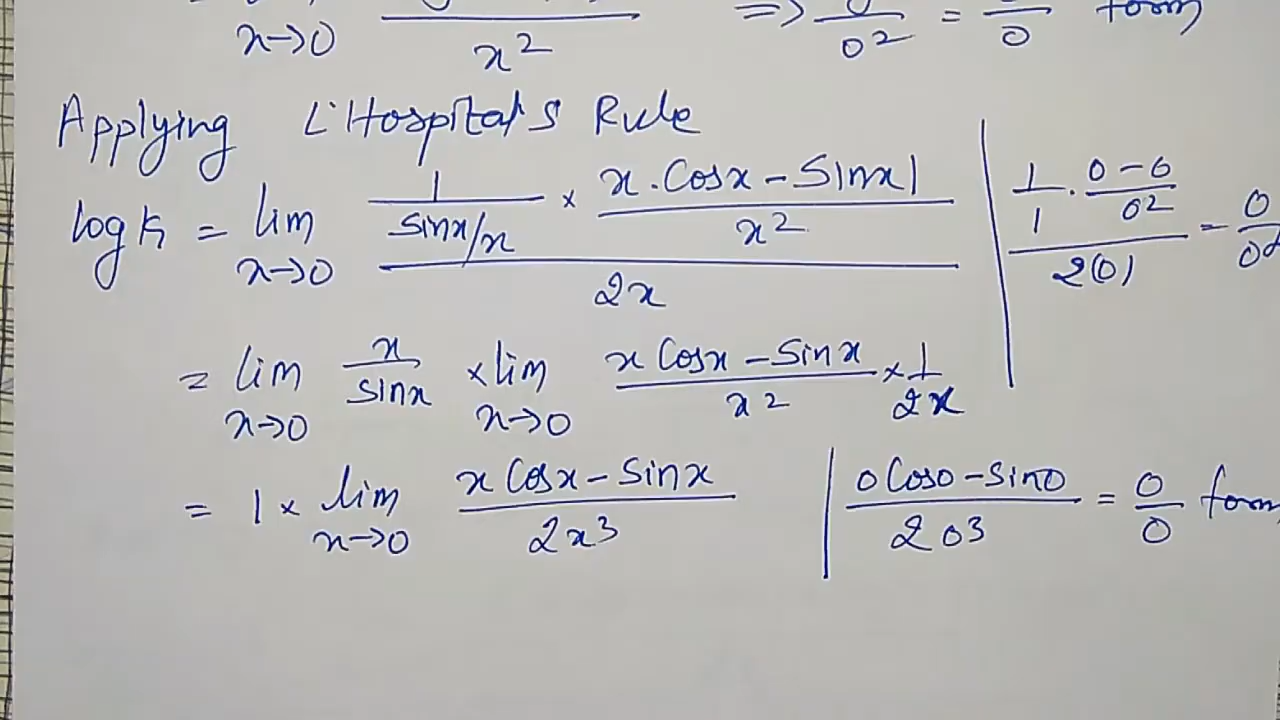 x→0 x² => 0/0² = 0/0 form
Applying L'Hospital's Rule
log k = lim x→0 (1/(sinx/x) × (x.Cosx - Sinx1)/x²)/2x | (1/1 . (0-0)/0²)/2(0) = 0/0
= lim x→0 x/sinx × lim x→0 (x Cosx - Sinx)/x² × 1/2x
= 1 × lim x→0 (x Cosx - Sinx)/2x³ | (0 Cos0 - Sin0)/2 0³ = 0/0 form